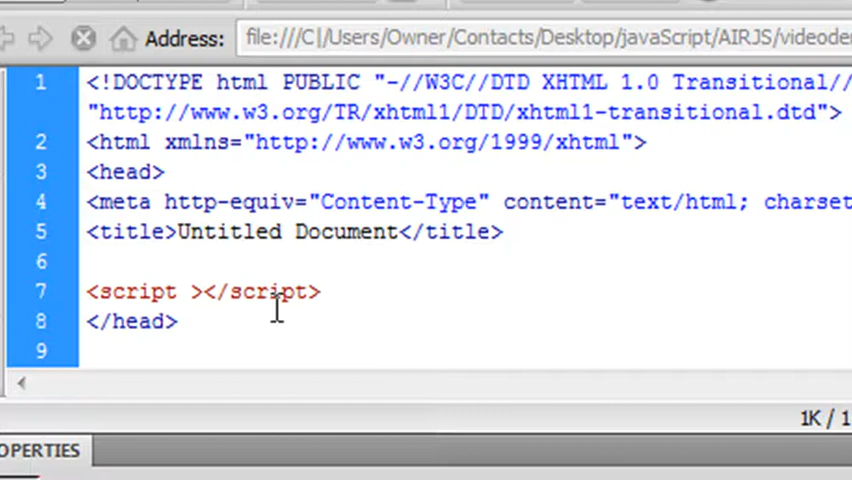 Address: file:///C|/Users/Owner/Contacts/Desktop/javaScript/AIRJS/videode
1 <!DOCTYPE html PUBLIC "-//W3C//DTD XHTML 1.0 Transitional//
"http://www.w3.org/TR/xhtml1/DTD/xhtml1-transitional.dtd">
2 <html xmlns="http://www.w3.org/1999/xhtml">
3 <head>
4 <meta http-equiv="Content-Type" content="text/html; charset
5 <title>Untitled Document</title>
6
7 <script ></script>
8 </head>
9
1K / 1
OPERTIES